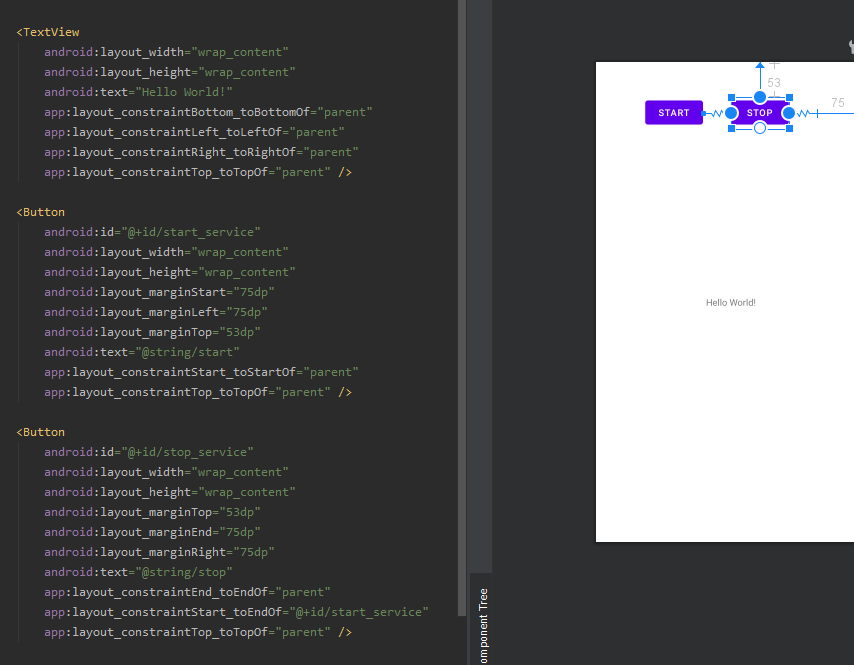 <TextView
android:layout_width="wrap_content"
android:layout_height="wrap_content"
android:text="Hello World!"
app:layout_constraintBottom_toBottomOf="parent"
app:layout_constraintLeft_toLeftOf="parent"
app:layout_constraintRight_toRightOf="parent"
app:layout_constraintTop_toTopOf="parent" />
<Button
android:id="@+id/start_service"
android:layout_width="wrap_content"
android:layout_height="wrap_content"
android:layout_marginStart="75dp"
android:layout_marginLeft="75dp"
android:layout_marginTop="53dp"
android:text="@string/start"
app:layout_constraintStart_toStartOf="parent"
app:layout_constraintTop_toTopOf="parent" />
<Button
android:id="@+id/stop_service"
android:layout_width="wrap_content"
android:layout_height="wrap_content"
android:layout_marginTop="53dp"
android:layout_marginEnd="75dp"
android:layout_marginRight="75dp"
android:text="@string/stop"
app:layout_constraintEnd_toEndOf="parent"
app:layout_constraintStart_toEndOf="@+id/start_service"
app:layout_constraintTop_toTopOf="parent" />
omponent Tree
53
75
START
STOP
Hello World!